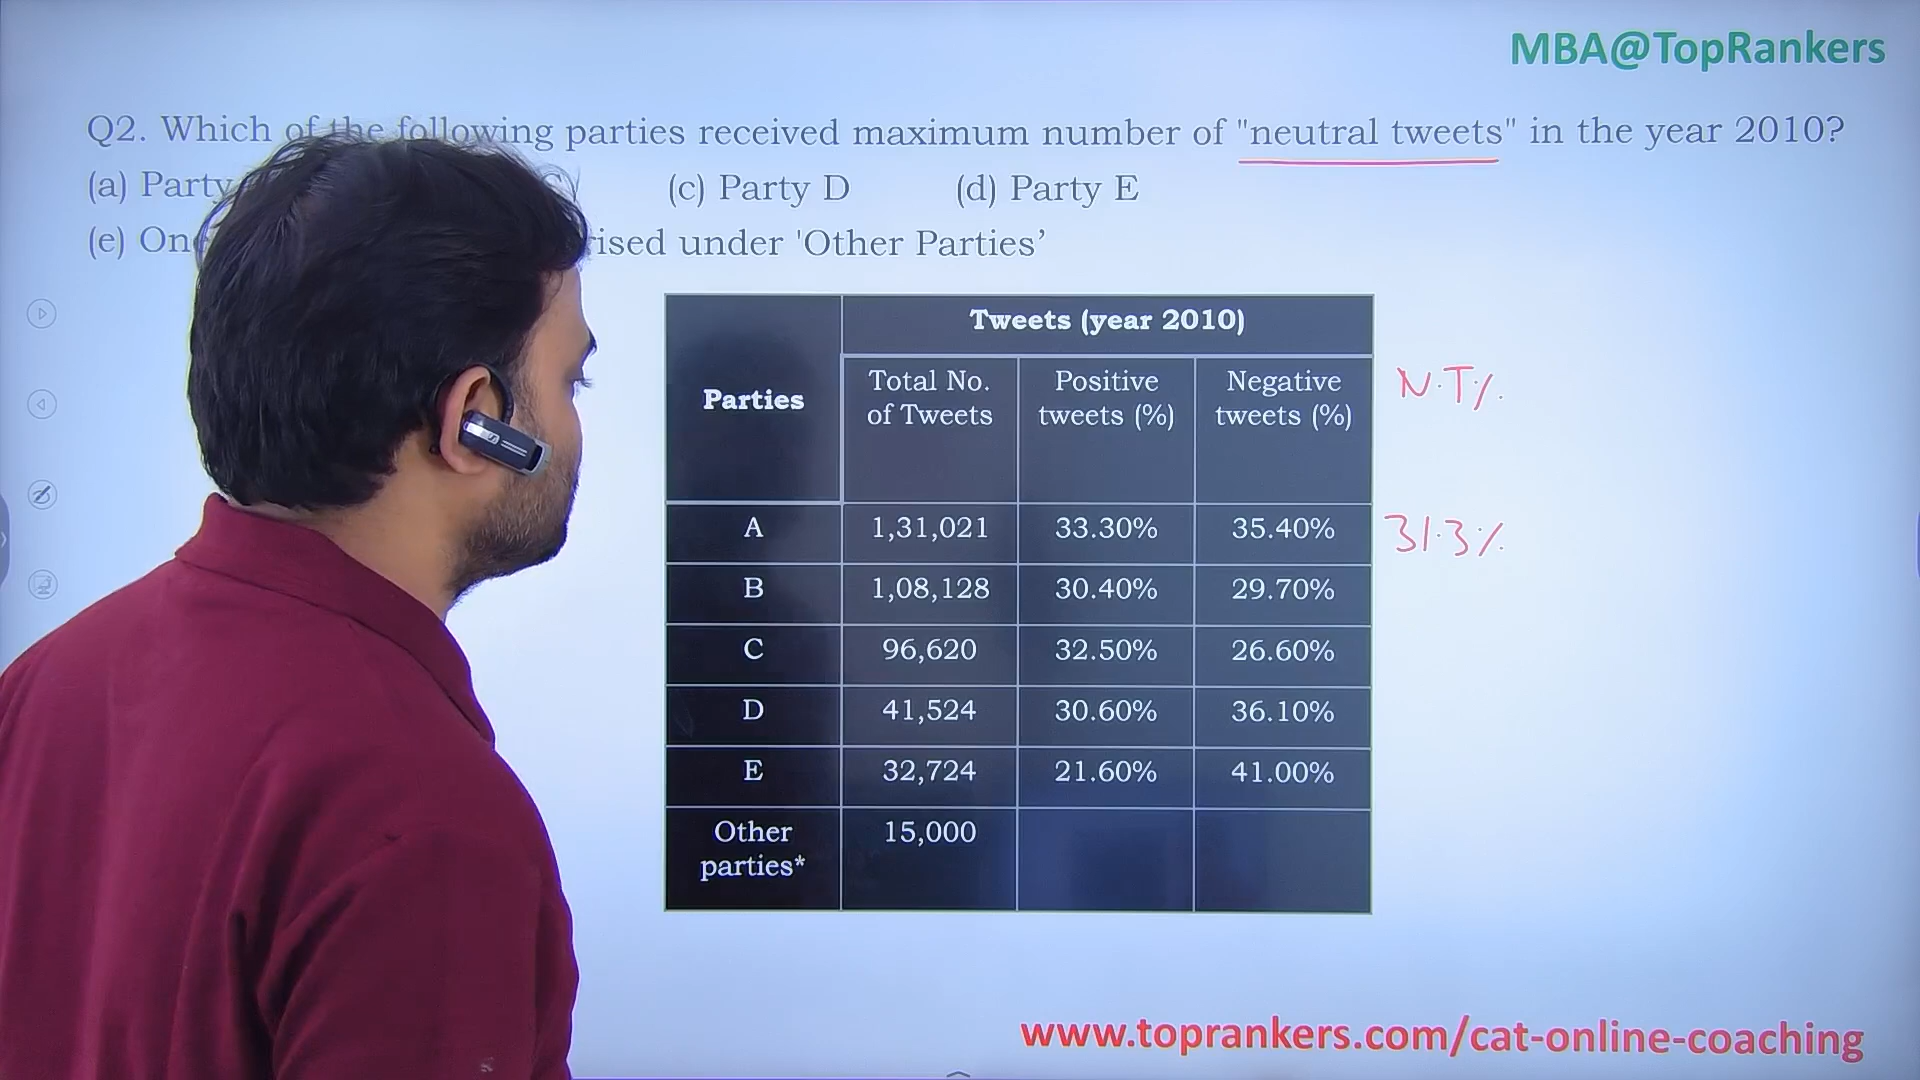 MBA@TopRankers
Q2. Which of the following parties received maximum number of "neutral tweets" in the year 2010?
(a) Party (c) Party D (d) Party E
(e) under 'Other Parties’
Parties
Tweets (year 2010)
Total No. of Tweets
Positive tweets (%)
Negative tweets (%)
N.T%.
A 1,31,021 33.30% 35.40% 31.3%
B 1,08,128 30.40% 29.70%
C 96,620 32.50% 26.60%
D 41,524 30.60% 36.10%
E 32,724 21.60% 41.00%
Other parties* 15,000
www.toprankers.com/cat-online-coaching